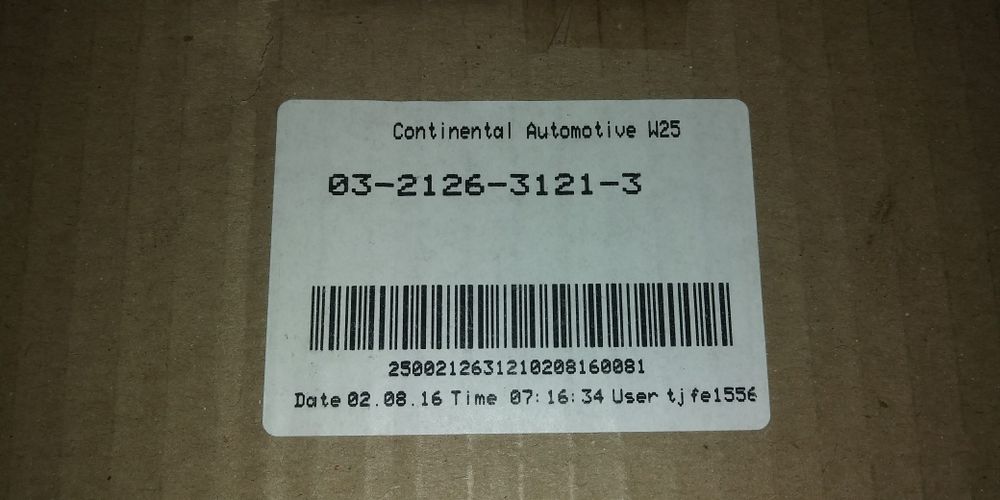 Continental Automotive W25
03-2126-3121-3
2500212631210208160081
Date 02.08.16 Time 07:16:34 User tjfe1556